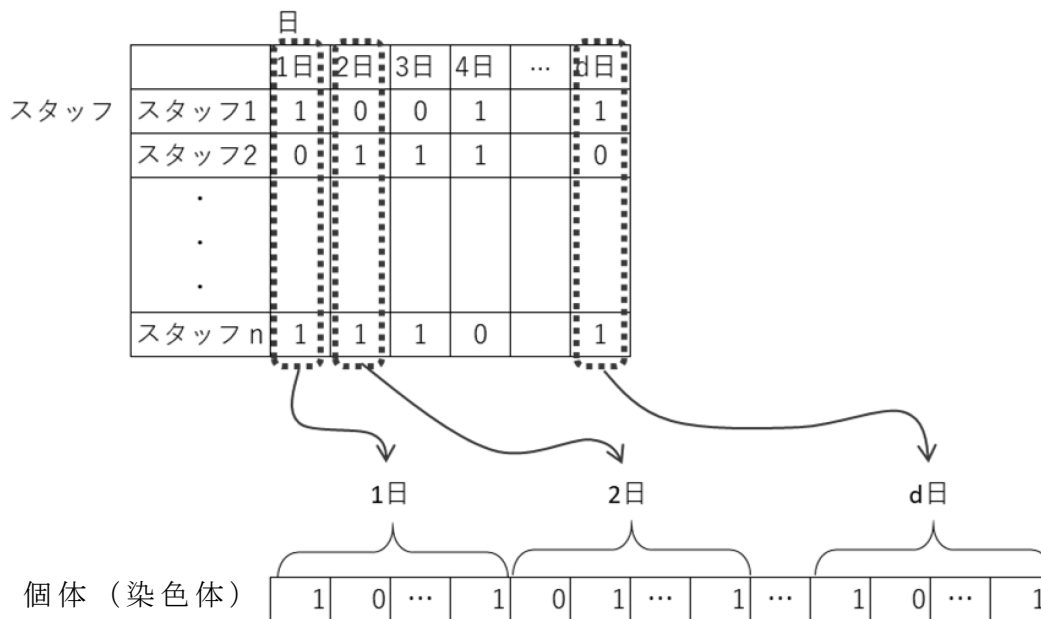 日
1日 2日 3日 4日 … d日
スタッフ
スタッフ1 1 0 0 1 1
スタッフ2 0 1 1 1 0
・
・
・
スタッフn 1 1 1 0 1
1日 2日 d日
個体（染色体） 1 0 … 1 0 1 … 1 … 1 0 … 1